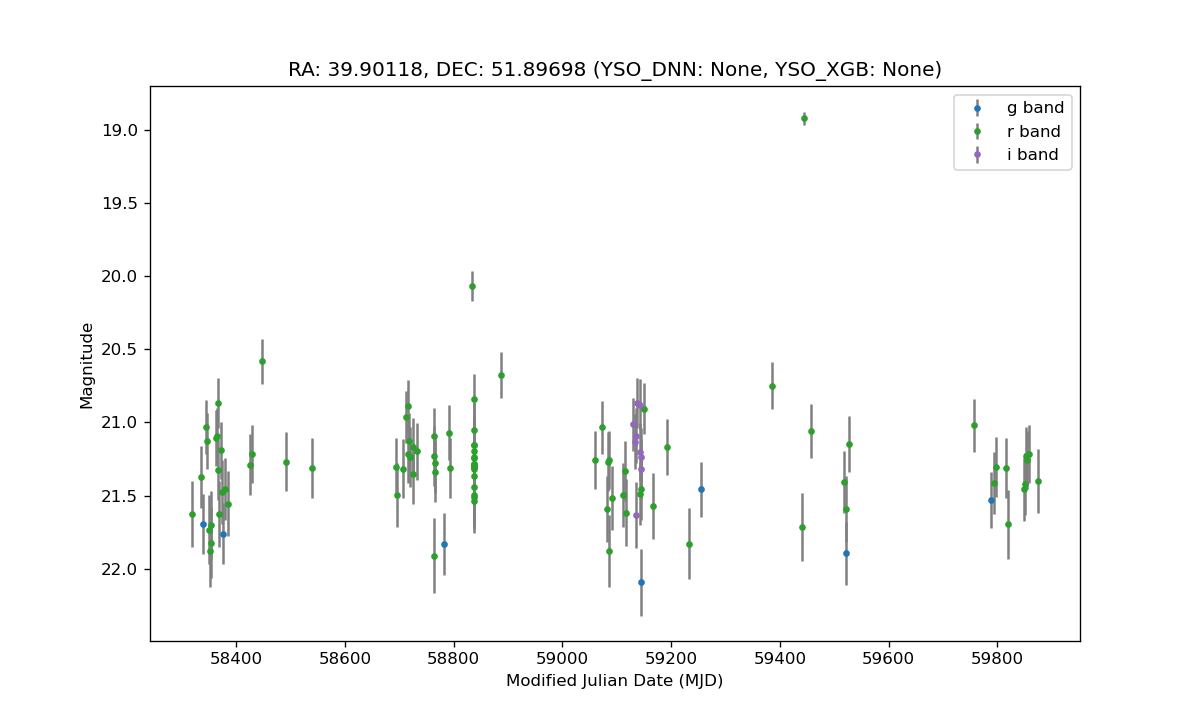 RA: 39.90118, DEC: 51.89698 (YSO_DNN: None, YSO_XGB: None)
g band
r band
i band
19.0
19.5
20.0
20.5
21.0
21.5
22.0
Magnitude
58400 58600 58800 59000 59200 59400 59600 59800
Modified Julian Date (MJD)